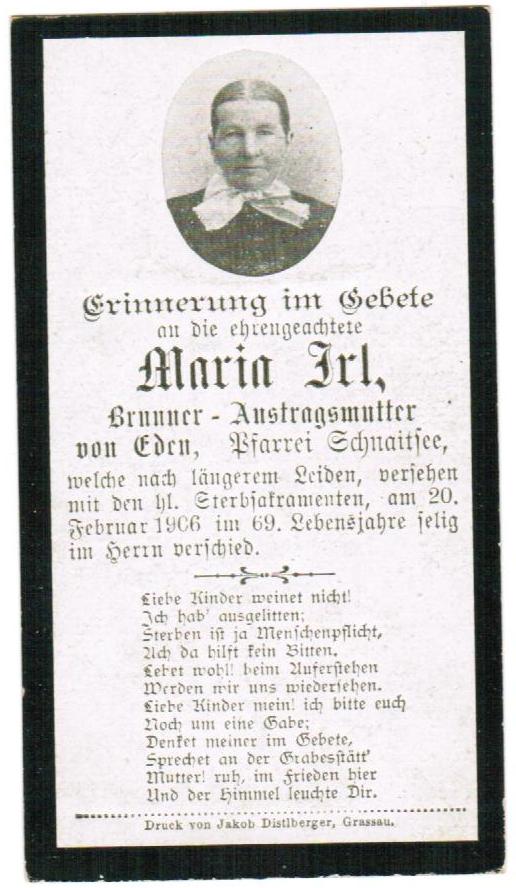 Erinnerung im Gebete
an die ehrengeachtete
Maria Irl,
Brunner - Austragsmutter
von Eden, Pfarrei Schnaitsee,
welche nach längerem Leiden, versehen
mit den hl. Sterbsakramenten, am 20.
Februar 1906 im 69. Lebensjahre selig
im Herrn verschied.
Liebe Kinder weinet nicht!
Ich hab' ausgelitten;
Sterben ist ja Menschenpflicht,
Ach da hilft kein Bitten.
Lebet wohl! beim Auferstehen
Werden wir uns wiedersehen.
Liebe Kinder mein! ich bitte euch
Noch um eine Gabe;
Denket meiner im Gebete,
Sprechet an der Grabesstätt'
Mutter! ruh, im Frieden hier
Und der Himmel leuchte Dir.
Druck von Jakob Distlberger, Grassau.